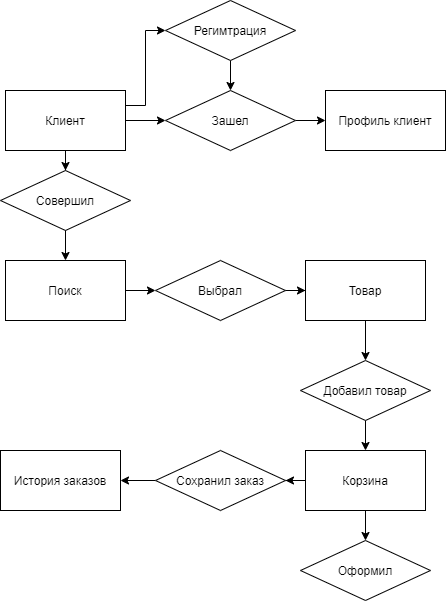 Регимтрация
Клиент
Зашел
Профиль клиент
Совершил
Поиск
Выбрал
Товар
Добавил товар
История заказов
Сохранил заказ
Корзина
Оформил